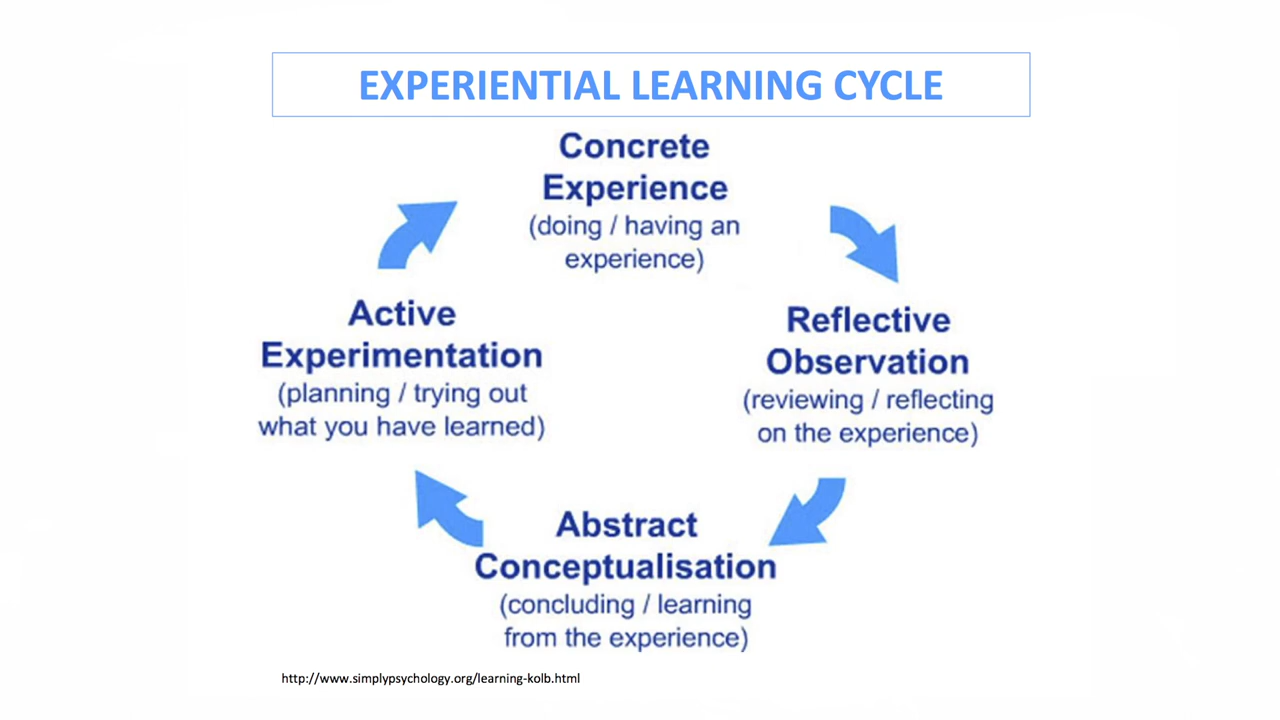 EXPERIENTIAL LEARNING CYCLE
Concrete
Experience
(doing / having an
experience)
Reflective
Observation
(reviewing / reflecting
on the experience)
Abstract
Conceptualisation
(concluding / learning
from the experience)
Active
Experimentation
(planning / trying out
what you have learned)
http://www.simplypsychology.org/learning-kolb.html